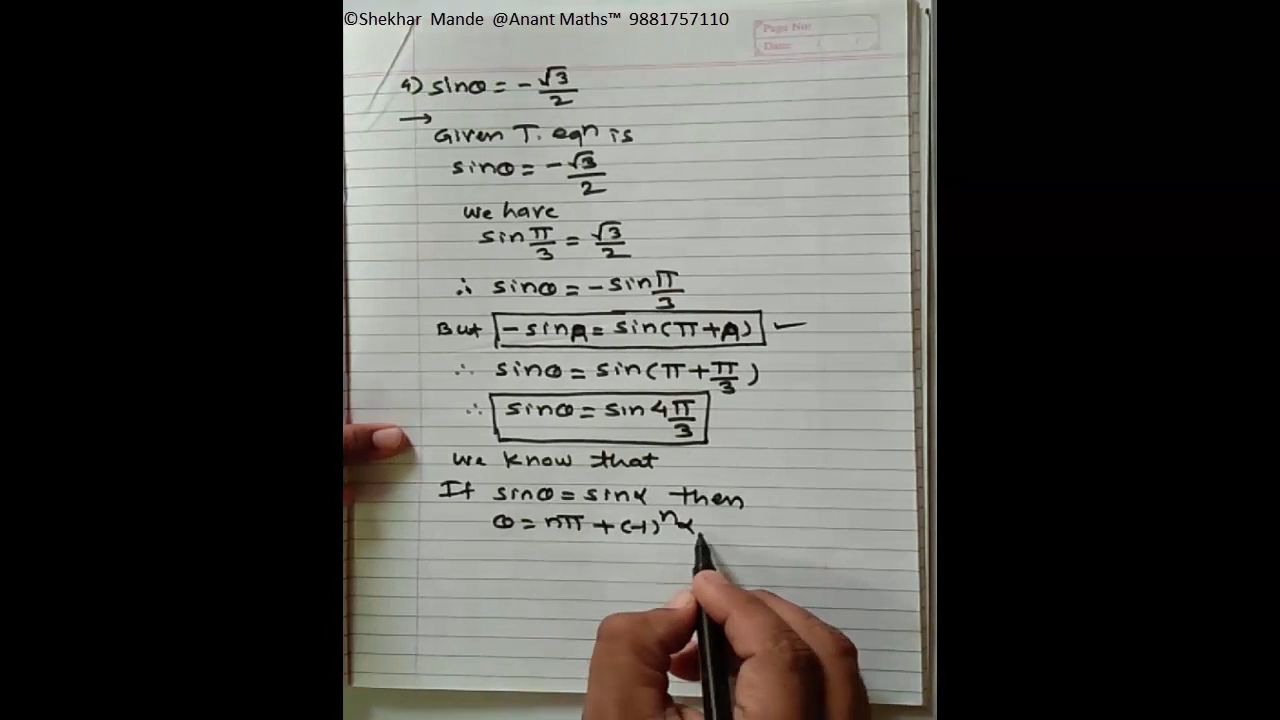 ©Shekhar Mande @Anant Maths™ 9881757110
Page No:
Date: / /
4) sinθ = -√3/2
→ Given T. eqn is
sinθ = -√3/2
we have
sin π/3 = √3/2
∴ sinθ = -sin π/3
But -sinA = sin(π+A)
∴ sinθ = sin(π+π/3)
∴ sinθ = sin 4π/3
we know that
If sinθ = sinα then
θ = nπ + (-1)ⁿα